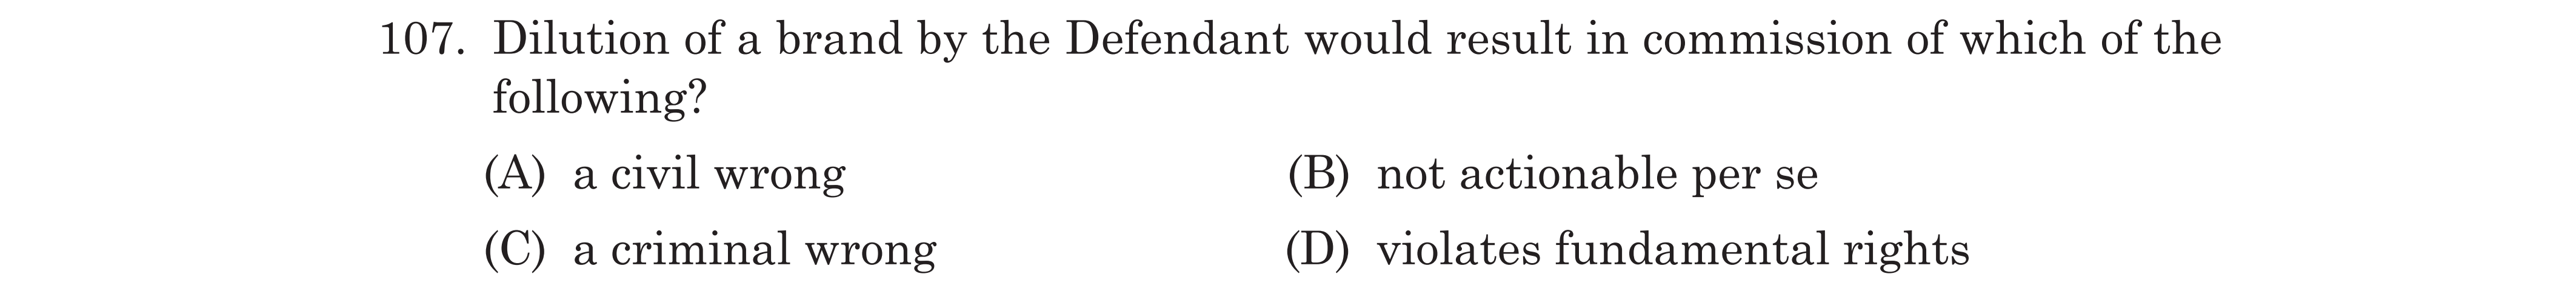 107. Dilution of a brand by the Defendant would result in commission of which of the
following?
(A) a civil wrong (B) not actionable per se
(C) a criminal wrong (D) violates fundamental rights